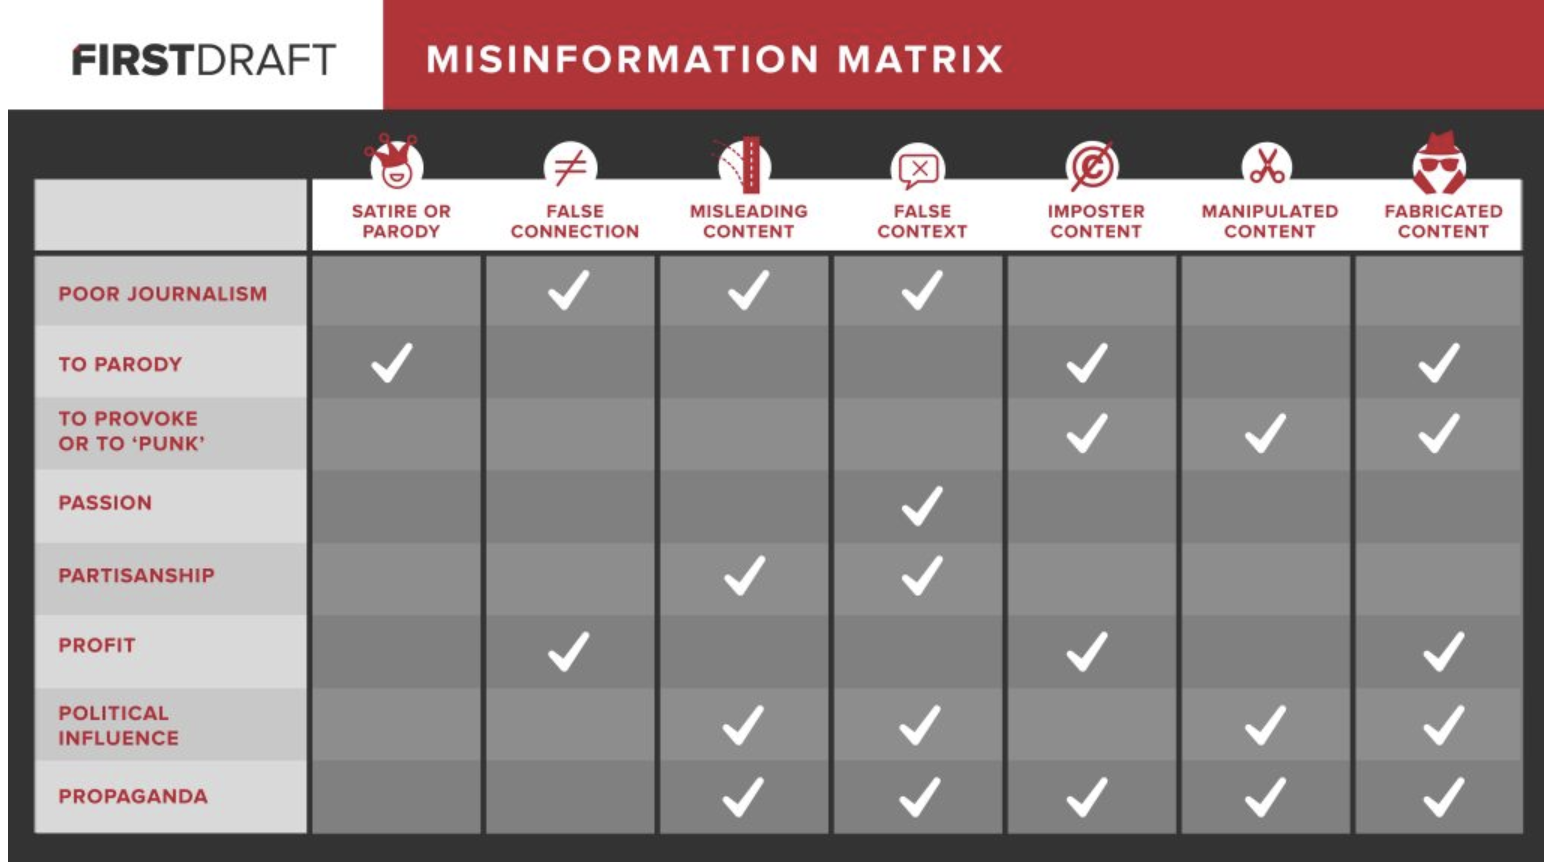 FIRSTDRAFT
MISINFORMATION MATRIX
SATIRE OR
PARODY
FALSE
CONNECTION
MISLEADING
CONTENT
FALSE
CONTEXT
IMPOSTER
CONTENT
MANIPULATED
CONTENT
FABRICATED
CONTENT
POOR JOURNALISM
TO PARODY
TO PROVOKE
OR TO ‘PUNK’
PASSION
PARTISANSHIP
PROFIT
POLITICAL
INFLUENCE
PROPAGANDA